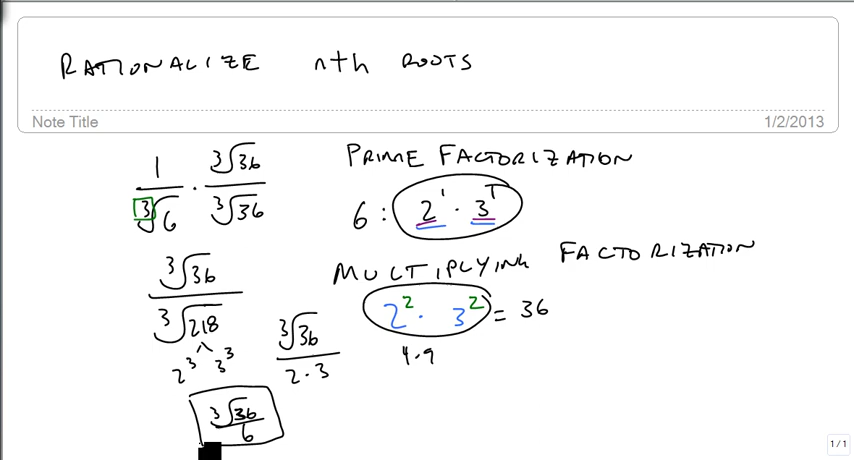 RATIONALIZE nth ROOTS
Note Title
1/2/2013
1/∛6 · ∛36/∛36
PRIME FACTORIZATION
6 : 2¹ · 3¹
∛36/∛218
2³ 3³
MULTIPLYING FACTORIZATION
2² · 3² = 36
4·9
∛36/2·3
∛36/6
1/1